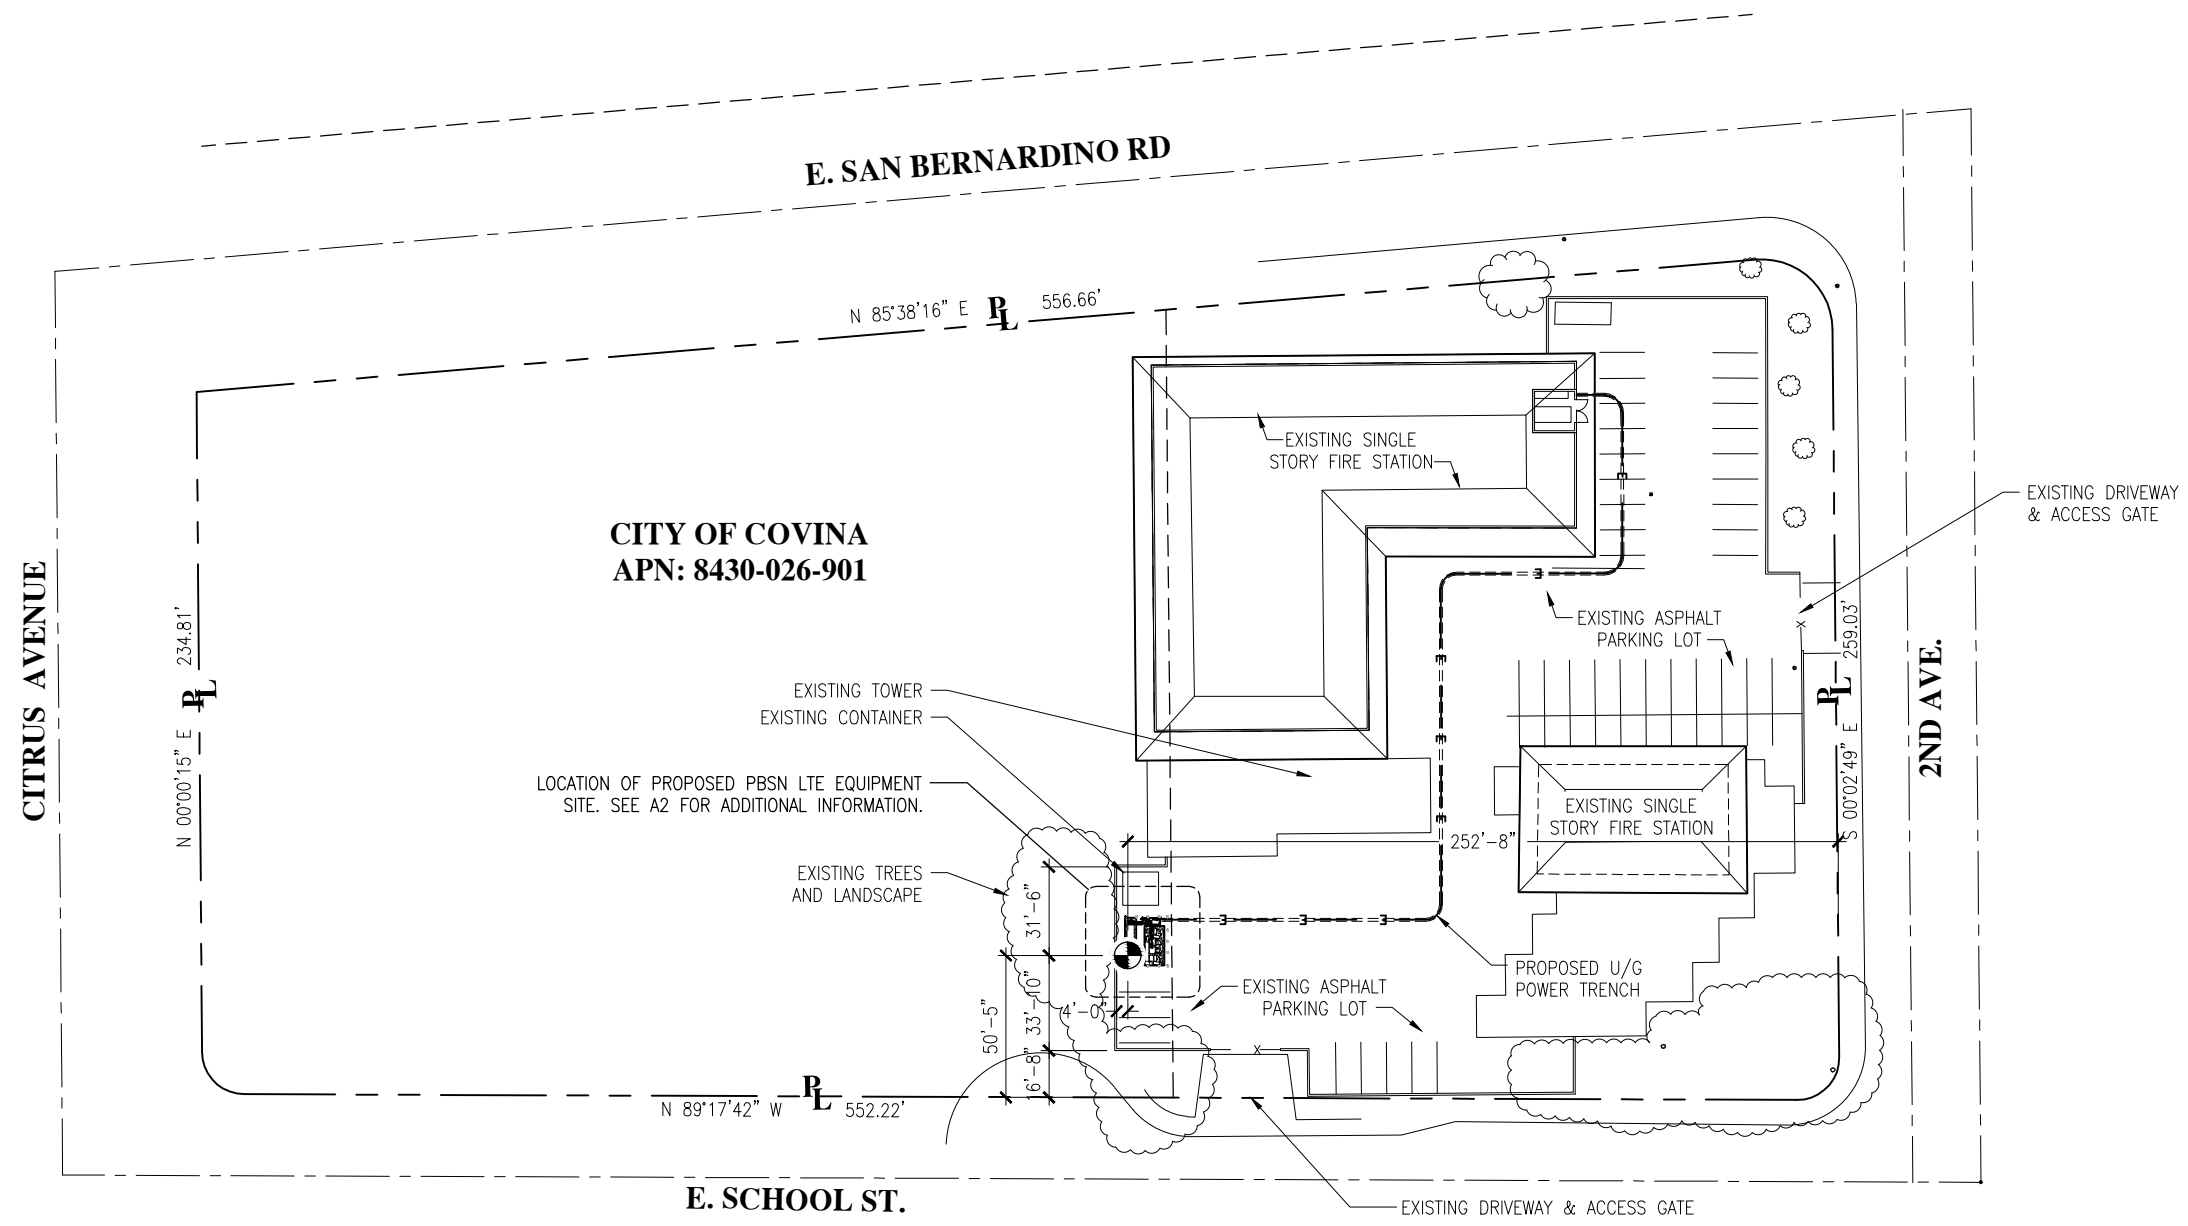 E. SAN BERNARDINO RD
N 85°38'16" E PL 556.66'
EXISTING SINGLE
STORY FIRE STATION
EXISTING DRIVEWAY
& ACCESS GATE
CITY OF COVINA
APN: 8430-026-901
CITRUS AVENUE
N 00°00'15" E PL 234.81'
EXISTING ASPHALT
PARKING LOT
S 00°02'49" E PL 259.03'
2ND AVE.
EXISTING TOWER
EXISTING CONTAINER
LOCATION OF PROPOSED PBSN LTE EQUIPMENT
SITE. SEE A2 FOR ADDITIONAL INFORMATION.
EXISTING SINGLE
STORY FIRE STATION
252'-8"
EXISTING TREES
AND LANDSCAPE
31'-6"
PROPOSED U/G
POWER TRENCH
EXISTING ASPHALT
PARKING LOT
4'-0"
33'-10"
50'-5"
16'-8"
X
X
N 89°17'42" W PL 552.22'
E. SCHOOL ST.
EXISTING DRIVEWAY & ACCESS GATE